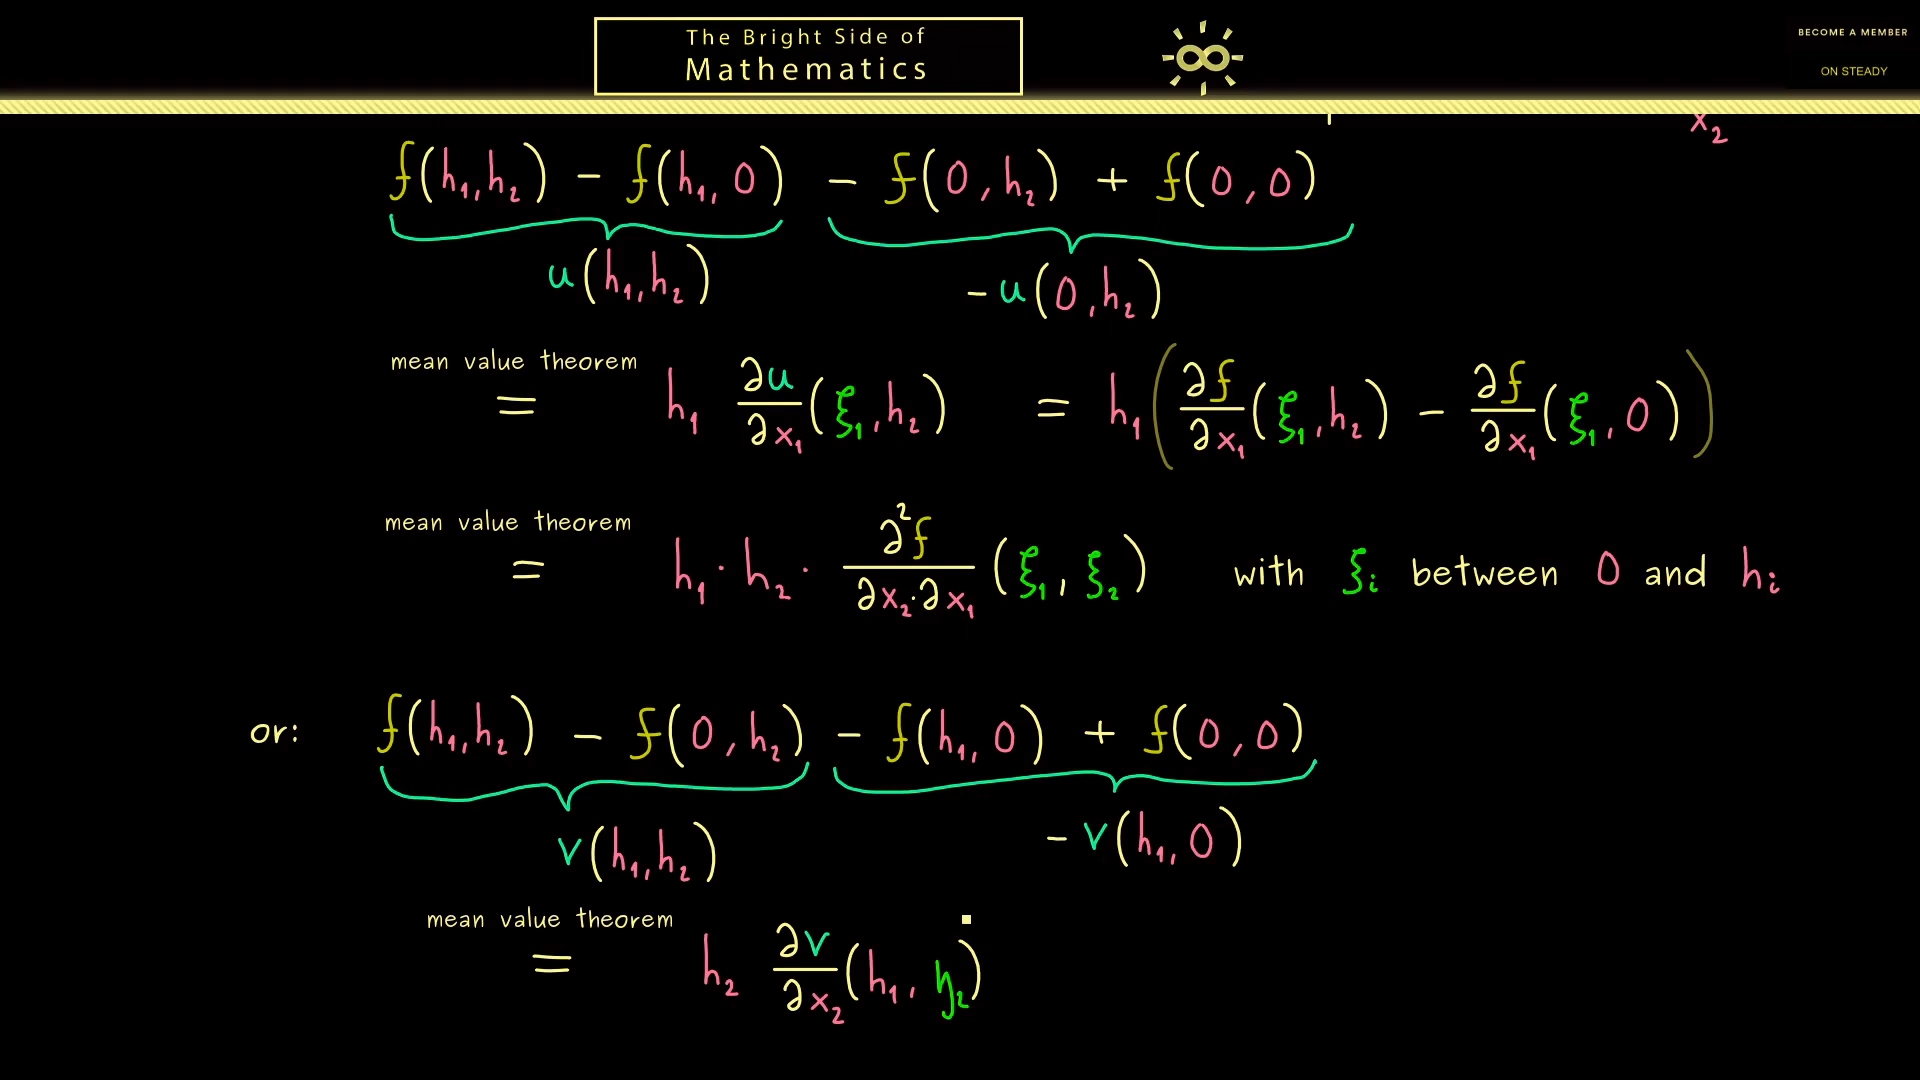 The Bright Side of
Mathematics
BECOME A MEMBER
ON STEADY
x₂
f(h₁,h₂) − f(h₁,0) − f(0,h₂) + f(0,0)
u(h₁,h₂) −u(0,h₂)
mean value theorem
= h₁ ∂u/∂x₁(ξ₁,h₂) = h₁(∂f/∂x₁(ξ₁,h₂) − ∂f/∂x₁(ξ₁,0))
mean value theorem
= h₁·h₂· ∂²f/∂x₂·∂x₁(ξ₁,ξ₂) with ξᵢ between 0 and hᵢ
or: f(h₁,h₂) − f(0,h₂) − f(h₁,0) + f(0,0)
v(h₁,h₂) −v(h₁,0)
mean value theorem
= h₂ ∂v/∂x₂(h₁,η₂)